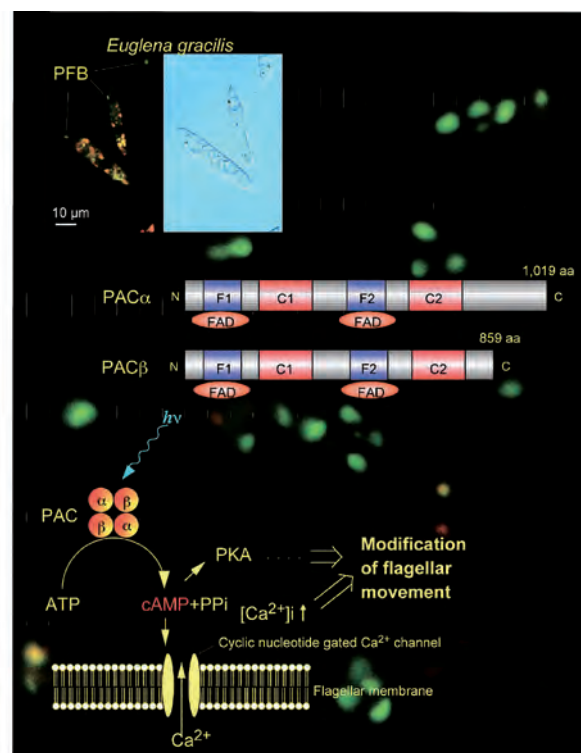 Euglena gracilis
PFB
10 µm
1,019 aa
PACα N F1 C1 F2 C2 C
FAD FAD
859 aa
PACβ N F1 C1 F2 C2 C
FAD FAD
hν
α β
PAC
β α
PKA
Modification
of flagellar
movement
ATP
cAMP+PPi
[Ca²⁺]i ↑
Cyclic nucleotide gated Ca²⁺ channel
Flagellar membrane
Ca²⁺